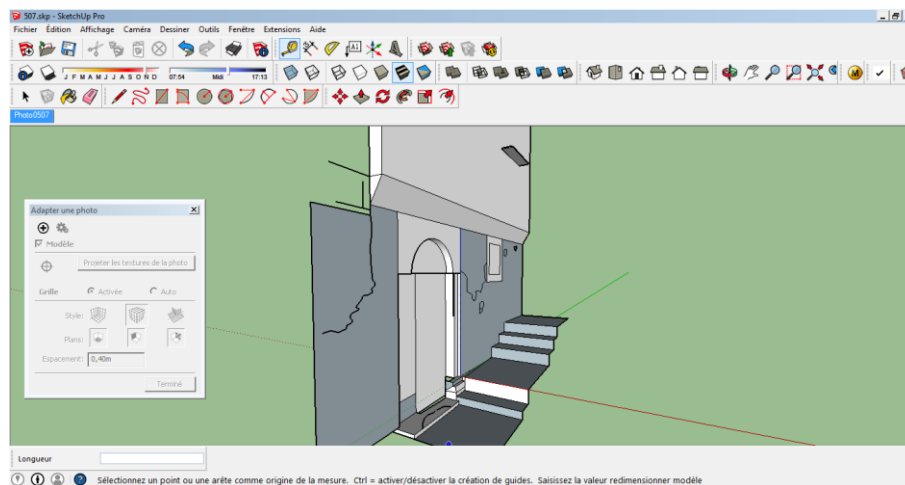 507.skp - SketchUp Pro
Fichier Édition Affichage Caméra Dessiner Outils Fenêtre Extensions Aide
A1
J F M A M J J A S O N D 07:54 Midi 17:13
M
Photo0507
Adapter une photo
Modèle
Projeter les textures de la photo
Grille Activée Auto
Style:
Plans:
Espacement: 0,40m
Terminé
Longueur
Sélectionnez un point ou une arête comme origine de la mesure. Ctrl = activer/désactiver la création de guides. Saisissez la valeur redimensionner modèle